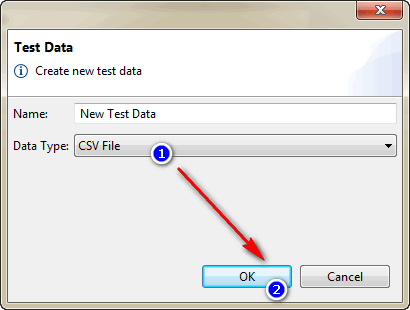 Test Data
Create new test data
Name: New Test Data
Data Type: CSV File
1
OK
Cancel
2